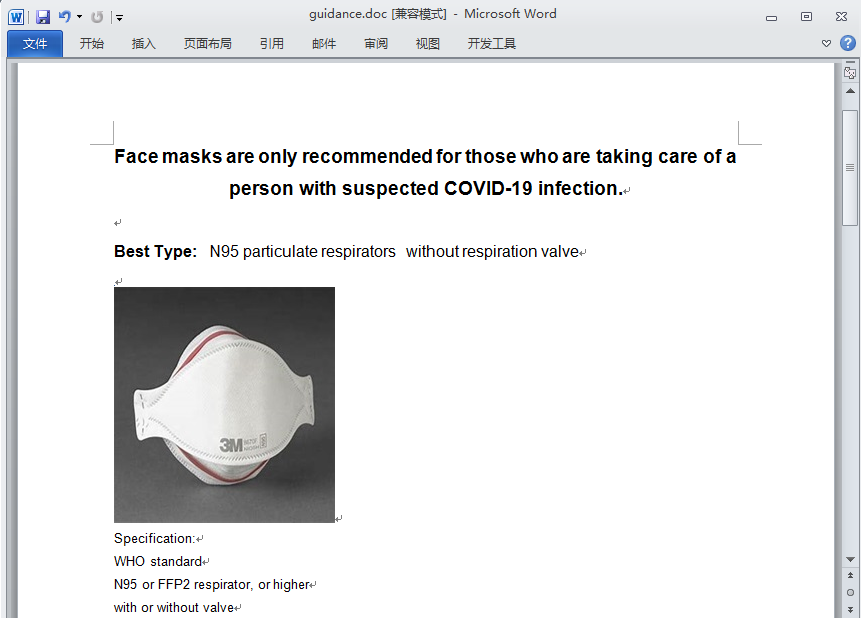 guidance.doc [兼容模式] - Microsoft Word
文件 开始 插入 页面布局 引用 邮件 审阅 视图 开发工具
Face masks are only recommended for those who are taking care of a
person with suspected COVID-19 infection.
Best Type: N95 particulate respirators without respiration valve
3M
Specification:
WHO standard
N95 or FFP2 respirator, or higher
with or without valve